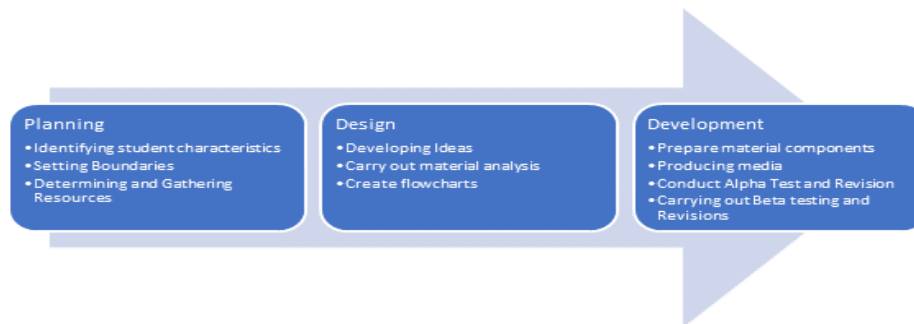 Planning
•Identifying student characteristics
•Setting Boundaries
•Determining and Gathering
Resources
Design
•Developing Ideas
•Carry out material analysis
•Create flowcharts
Development
•Prepare material components
•Producing media
•Conduct Alpha Test and Revision
•Carrying out Beta testing and
Revisions